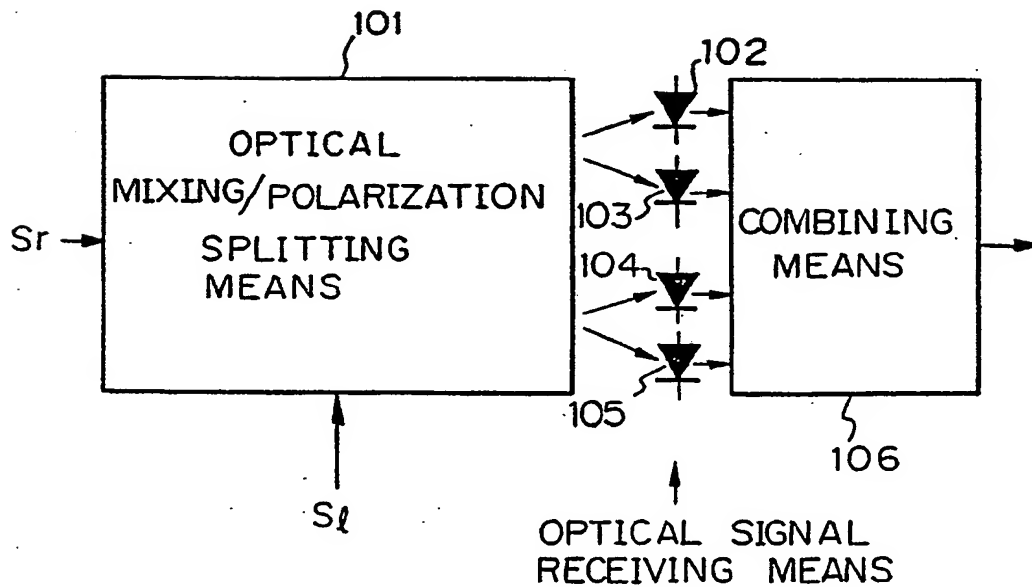 101
102
OPTICAL
MIXING/POLARIZATION
SPLITTING
MEANS
103
COMBINING
MEANS
Sr
104
105
106
Sℓ
OPTICAL SIGNAL
RECEIVING MEANS